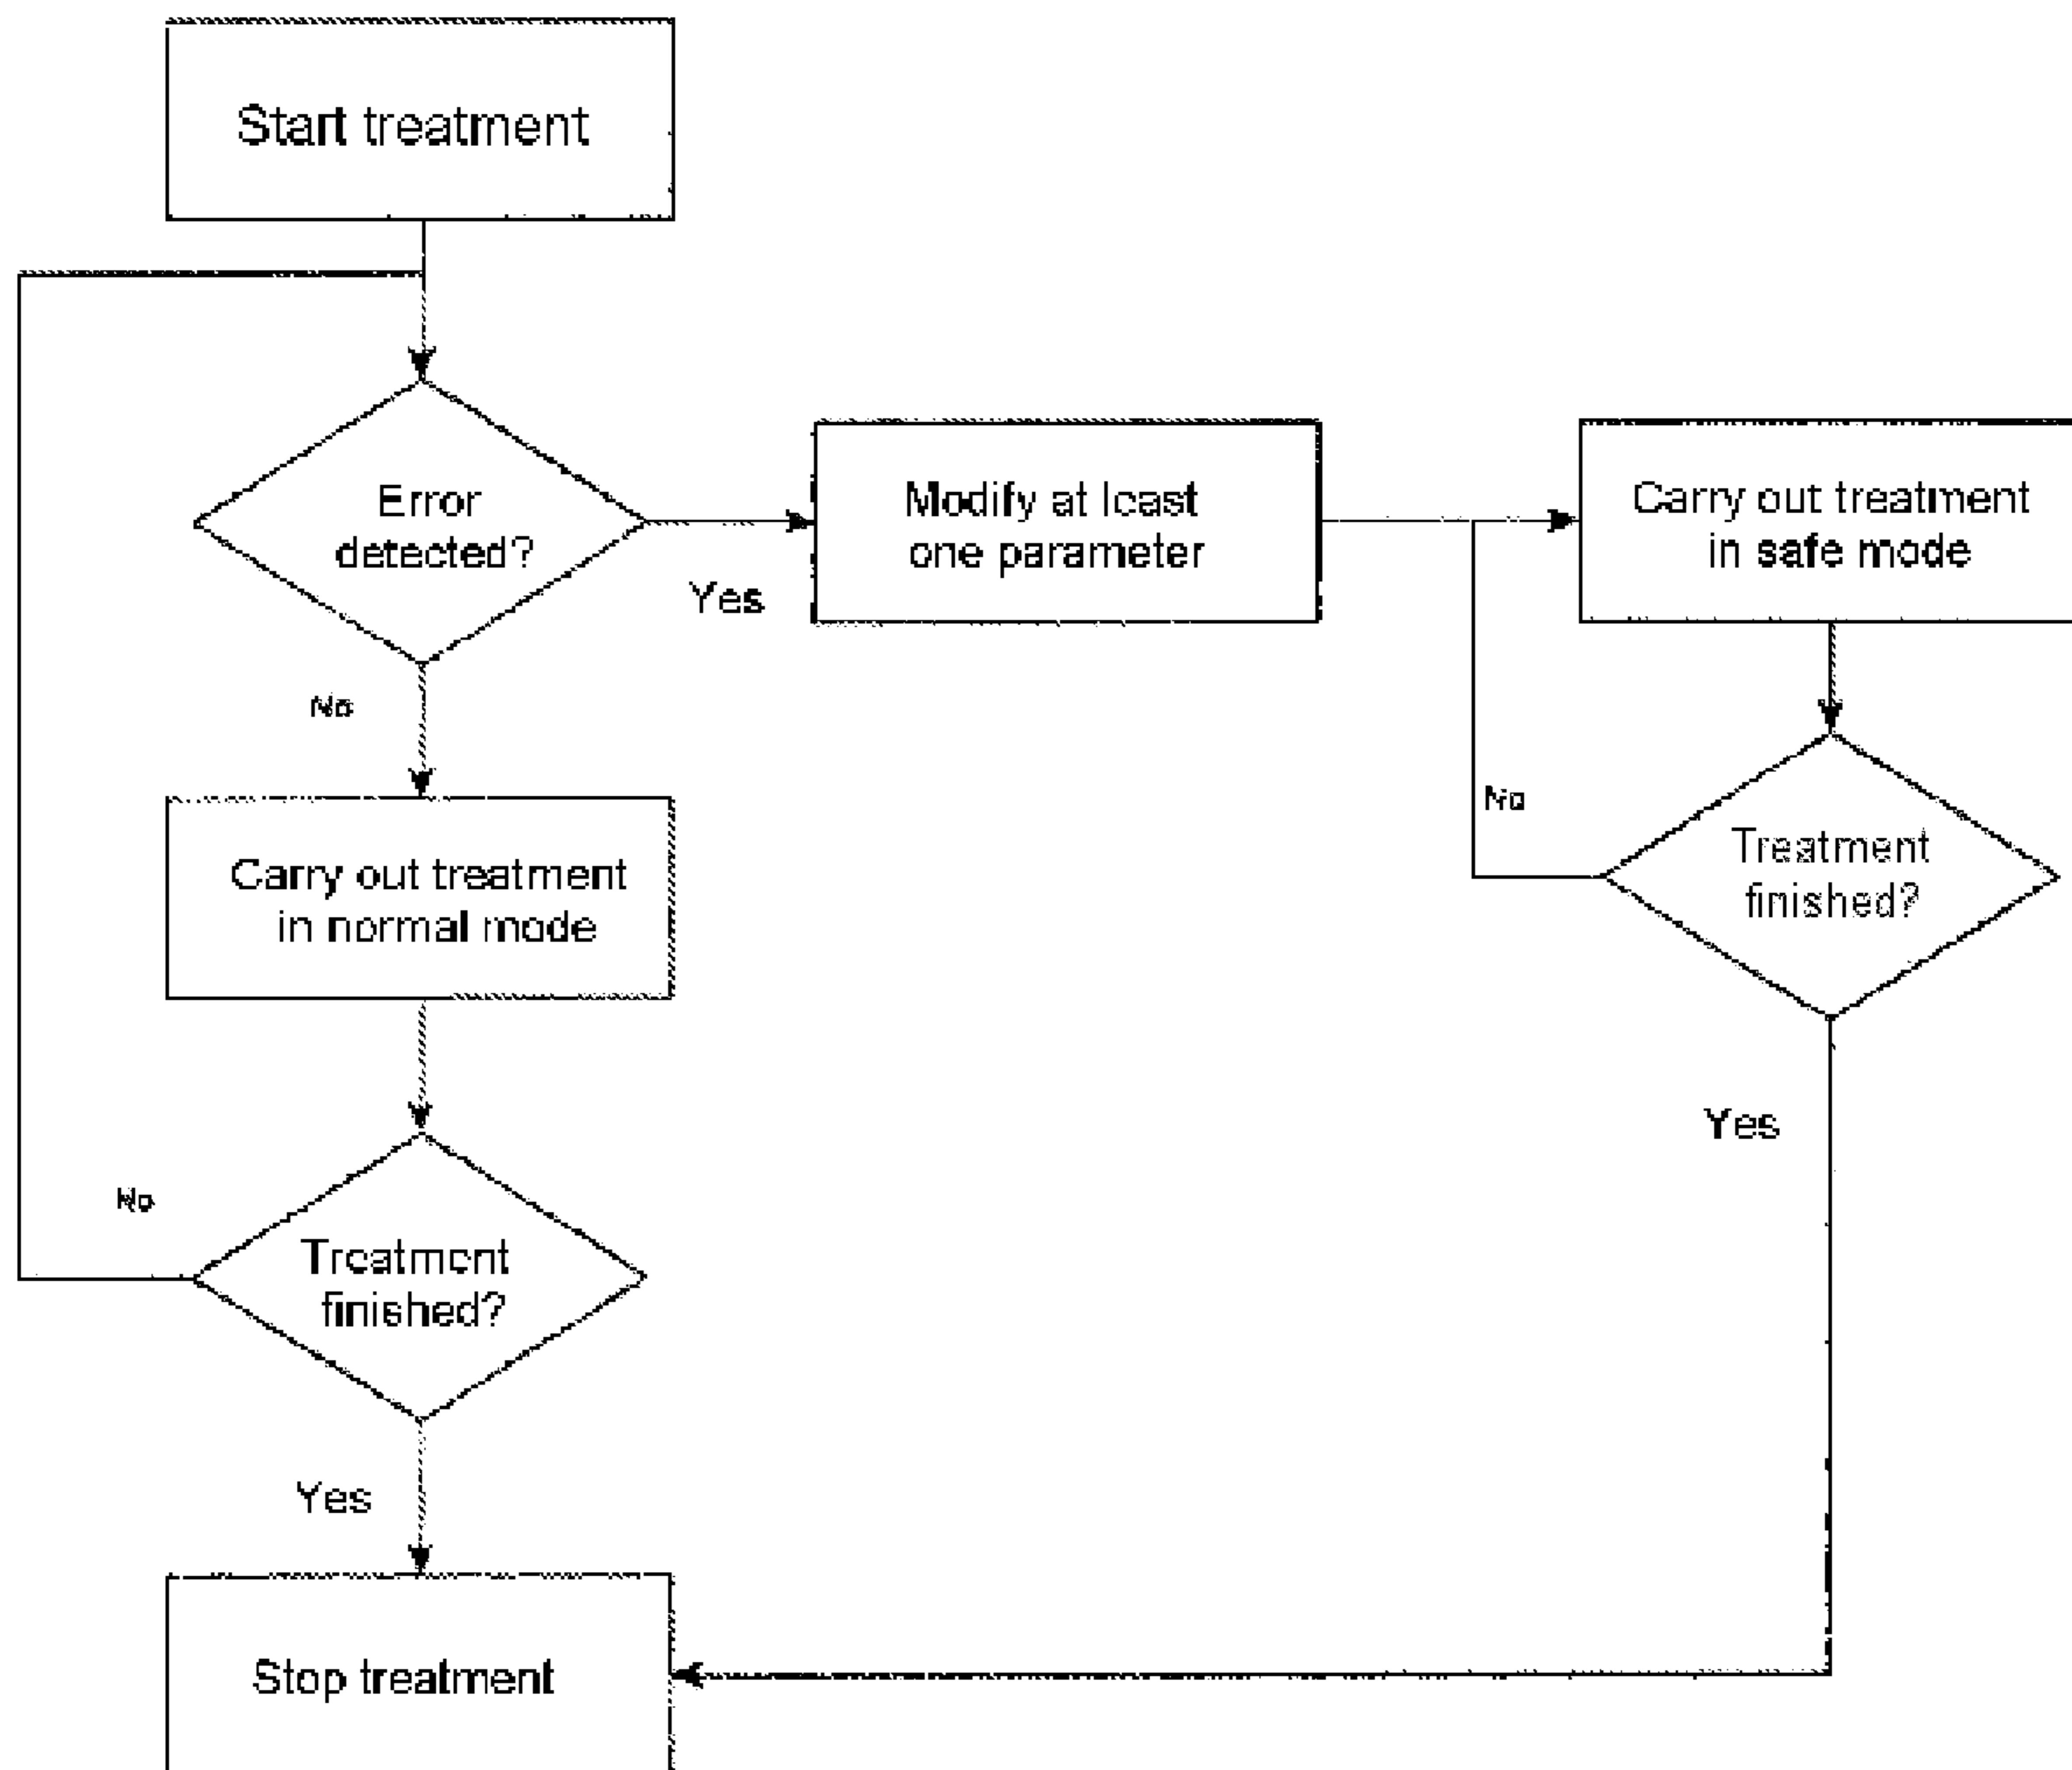 Start treatment
Error
detected?
Yes
Modify at least
one parameter
Carry out treatment
in safe mode
No
Carry out treatment
in normal mode
No
Treatment
finished?
Yes
No
Treatment
finished?
Yes
Stop treatment